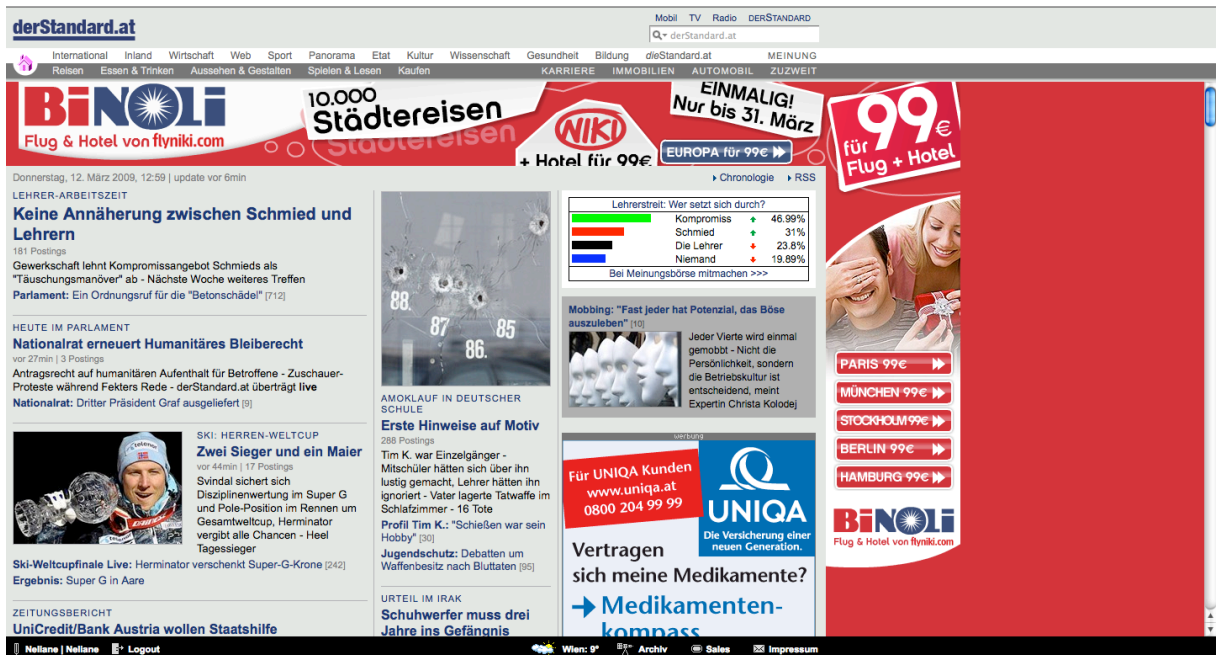 derStandard.at
Mobil TV Radio DERSTANDARD
derStandard.at
International Inland Wirtschaft Web Sport Panorama Etat Kultur Wissenschaft Gesundheit Bildung dieStandard.at MEINUNG
Reisen Essen & Trinken Aussehen & Gestalten Spielen & Lesen Kaufen KARRIERE IMMOBILIEN AUTOMOBIL ZUZWEIT
BiNOLi
Flug & Hotel von flyniki.com
10.000
Städtereisen
Städtereisen
NIKI
+ Hotel für 99€
EINMALIG!
Nur bis 31. März
EUROPA für 99€
für 99€
Flug + Hotel
Donnerstag, 12. März 2009, 12:59 | update vor 6min
Chronologie RSS
LEHRER-ARBEITSZEIT
Keine Annäherung zwischen Schmied und
Lehrern
181 Postings
Gewerkschaft lehnt Kompromissangebot Schmieds als
"Täuschungsmanöver" ab - Nächste Woche weiteres Treffen
Parlament: Ein Ordnungsruf für die "Betonschädel" [712]
HEUTE IM PARLAMENT
Nationalrat erneuert Humanitäres Bleiberecht
vor 27min | 3 Postings
Antragsrecht auf humanitären Aufenthalt für Betroffene - Zuschauer-
Proteste während Fekters Rede - derStandard.at überträgt live
Nationalrat: Dritter Präsident Graf ausgeliefert [9]
SKI: HERREN-WELTCUP
Zwei Sieger und ein Maier
vor 44min | 17 Postings
Svindal sichert sich
Disziplinenwertung im Super G
und Pole-Position im Rennen um
Gesamtweltcup, Herminator
vergibt alle Chancen - Heel
Tagessieger
telenor
Ski-Weltcupfinale Live: Herminator verschenkt Super-G-Krone [242]
Ergebnis: Super G in Aare
ZEITUNGSBERICHT
UniCredit/Bank Austria wollen Staatshilfe
88.
87
85
86.
AMOKLAUF IN DEUTSCHER
SCHULE
Erste Hinweise auf Motiv
288 Postings
Tim K. war Einzelgänger -
Mitschüler hätten sich über ihn
lustig gemacht, Lehrer hätten ihn
ignoriert - Vater lagerte Tatwaffe im
Schlafzimmer - 16 Tote
Profil Tim K.: "Schießen war sein
Hobby" [30]
Jugendschutz: Debatten um
Waffenbesitz nach Bluttaten [95]
URTEIL IM IRAK
Schuhwerfer muss drei
Jahre ins Gefängnis
Lehrerstreit: Wer setzt sich durch?
Kompromiss 46.99%
Schmied 31%
Die Lehrer 23.8%
Niemand 19.89%
Bei Meinungsbörse mitmachen >>>
Mobbing: "Fast jeder hat Potenzial, das Böse
auszuleben" [10]
Jeder Vierte wird einmal
gemobbt - Nicht die
Persönlichkeit, sondern
die Betriebskultur ist
entscheidend, meint
Expertin Christa Kolodej
werbung
Für UNIQA Kunden
www.uniqa.at
0800 204 99 99
UNIQA
Die Versicherung einer
neuen Generation.
Vertragen
sich meine Medikamente?
Medikamenten-
kompass
PARIS 99€
MÜNCHEN 99€
STOCKHOLM 99€
BERLIN 99€
HAMBURG 99€
BiNOLi
Flug & Hotel von flyniki.com
Nellane | Nellane Logout
Wien: 9° Archiv Sales Impressum